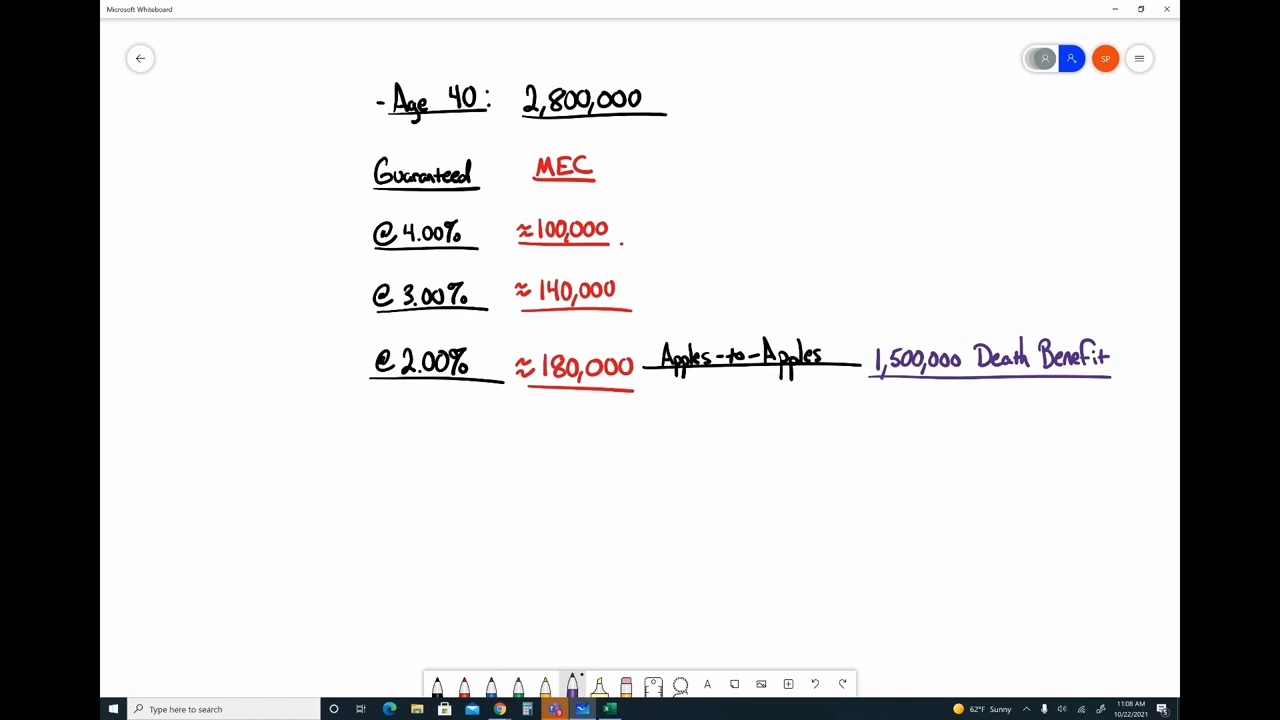 Microsoft Whiteboard
SP
- Age 40: 2,800,000
Guaranteed MEC
@ 4.00% ≈ 100,000.
@ 3.00% ≈ 140,000
@ 2.00% ≈ 180,000 Apples-to-Apples 1,500,000 Death Benefit
A
Type here to search 62°F Sunny 11:08 AM
10/22/2021 5